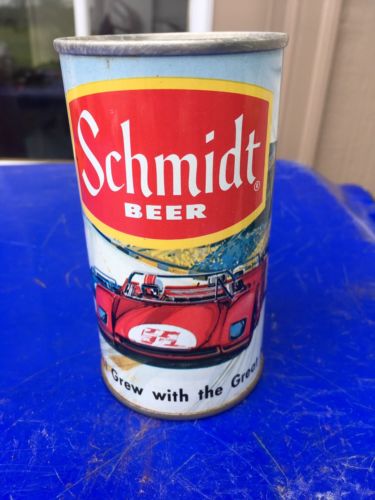 Schmidt®
BEER
Grew with the Great